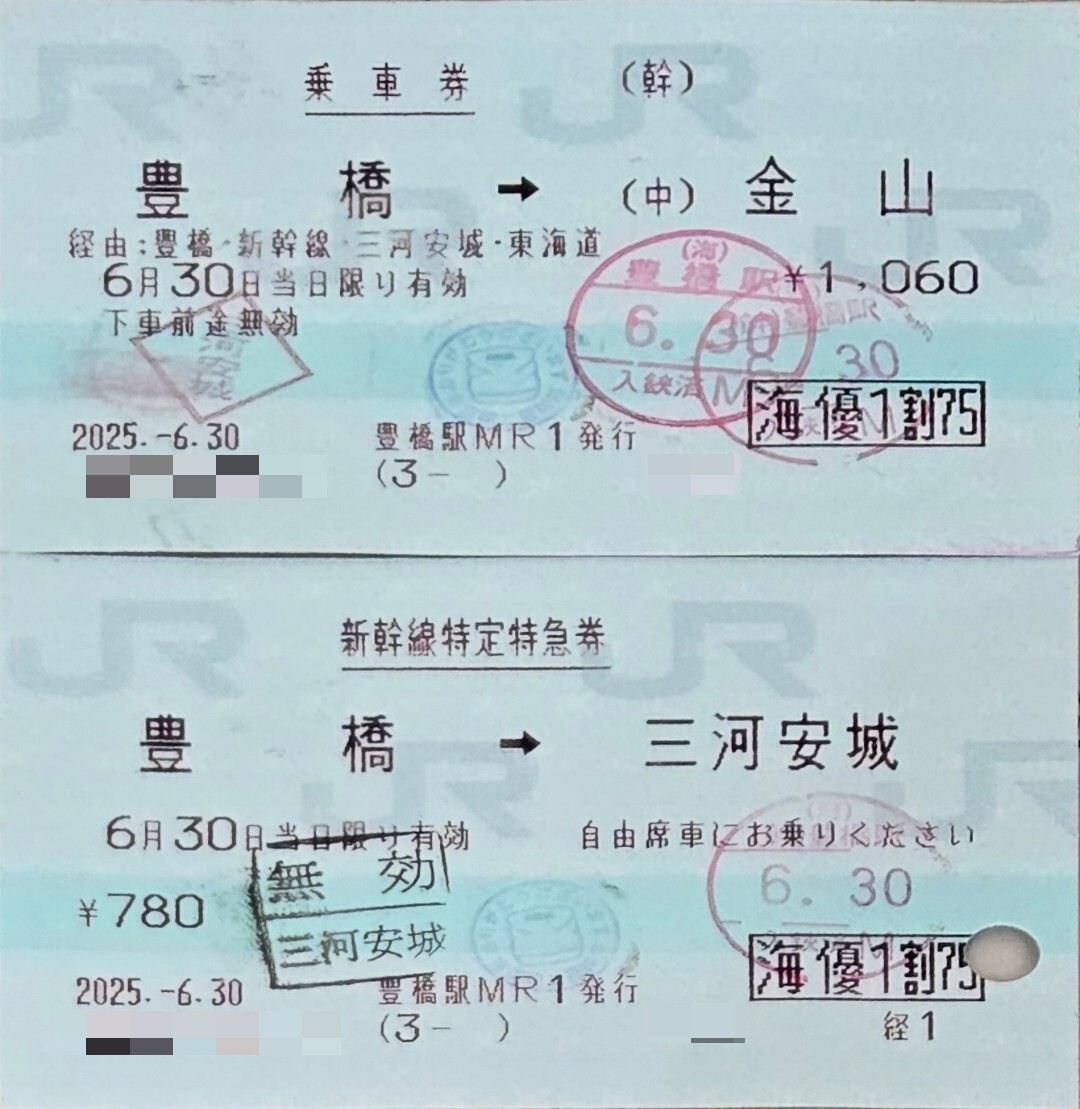 乗車券 (幹)
豊橋 → (中) 金山
経由:豊橋・新幹線・三河安城・東海道
6月30日当日限り有効 ¥1,060
下車前途無効
(海)
豊橋駅
6.30
入鋏済
30
海優1割75
2025.-6.30 豊橋駅MR1発行
(3- )
新幹線特定特急券
豊橋 → 三河安城
6月30日当日限り有効 自由席車にお乗りください
¥780
無効
三河安城
6.30
海優1割75
2025.-6.30 豊橋駅MR1発行
(3- ) 経1
JR